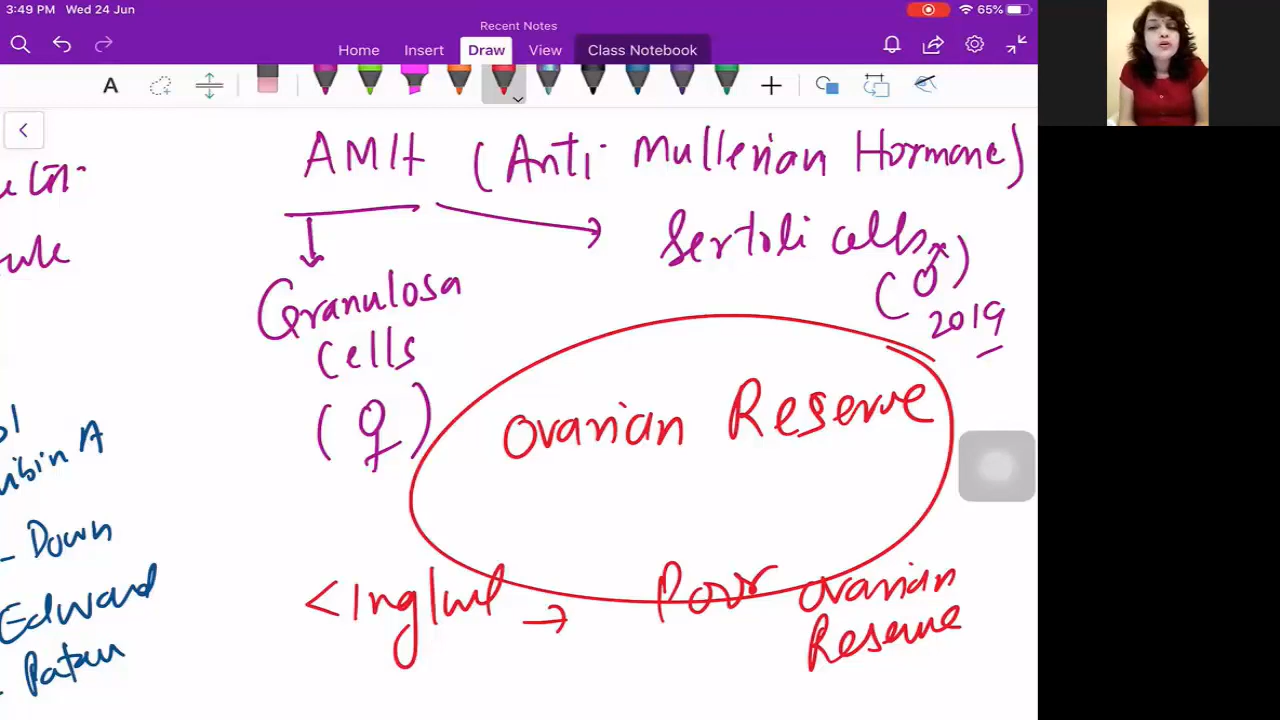 3:49 PM Wed 24 Jun
65%
Recent Notes
Home Insert Draw View Class Notebook
A
AMH (Anti- Mullerian Hormone)
Sertoli cells
(♂)
2019
Granulosa
cells
(♀)
Ovarian Reserve
<1ng/ml → Poor ovarian
Reserve
A
- Down
Edward
Patau